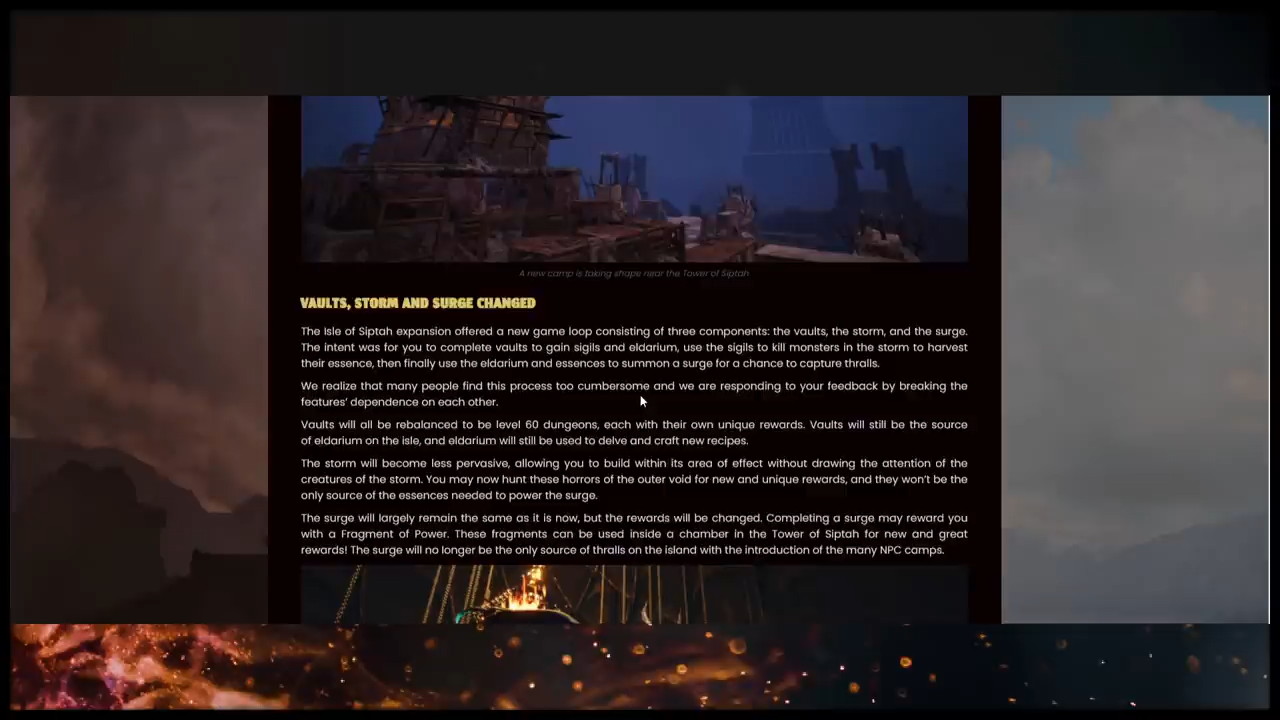 A new camp is taking shape near the Tower of Siptah
VAULTS, STORM AND SURGE CHANGED
The Isle of Siptah expansion offered a new game loop consisting of three components: the vaults, the storm, and the surge.
The intent was for you to complete vaults to gain sigils and eldarium, use the sigils to kill monsters in the storm to harvest
their essence, then finally use the eldarium and essences to summon a surge for a chance to capture thralls.
We realize that many people find this process too cumbersome and we are responding to your feedback by breaking the
features' dependence on each other.
Vaults will all be rebalanced to be level 60 dungeons, each with their own unique rewards. Vaults will still be the source
of eldarium on the isle, and eldarium will still be used to delve and craft new recipes.
The storm will become less pervasive, allowing you to build within its area of effect without drawing the attention of the
creatures of the storm. You may now hunt these horrors of the outer void for new and unique rewards, and they won't be the
only source of the essences needed to power the surge.
The surge will largely remain the same as it is now, but the rewards will be changed. Completing a surge may reward you
with a Fragment of Power. These fragments can be used inside a chamber in the Tower of Siptah for new and great
rewards! The surge will no longer be the only source of thralls on the island with the introduction of the many NPC camps.